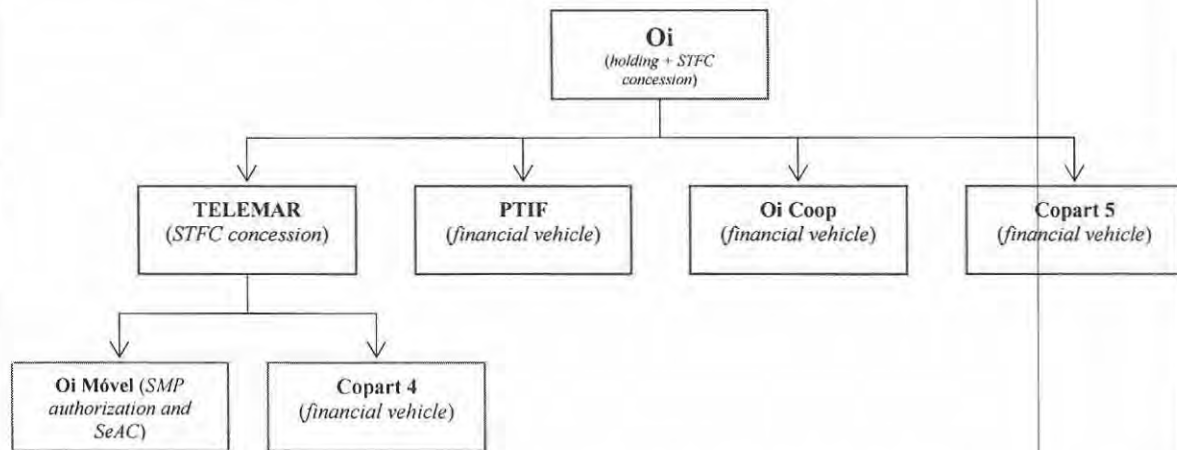 Oi
(holding + STFC
concession)
TELEMAR
(STFC concession)
PTIF
(financial vehicle)
Oi Coop
(financial vehicle)
Copart 5
(financial vehicle)
Oi Móvel (SMP
authorization and
SeAC)
Copart 4
(financial vehicle)